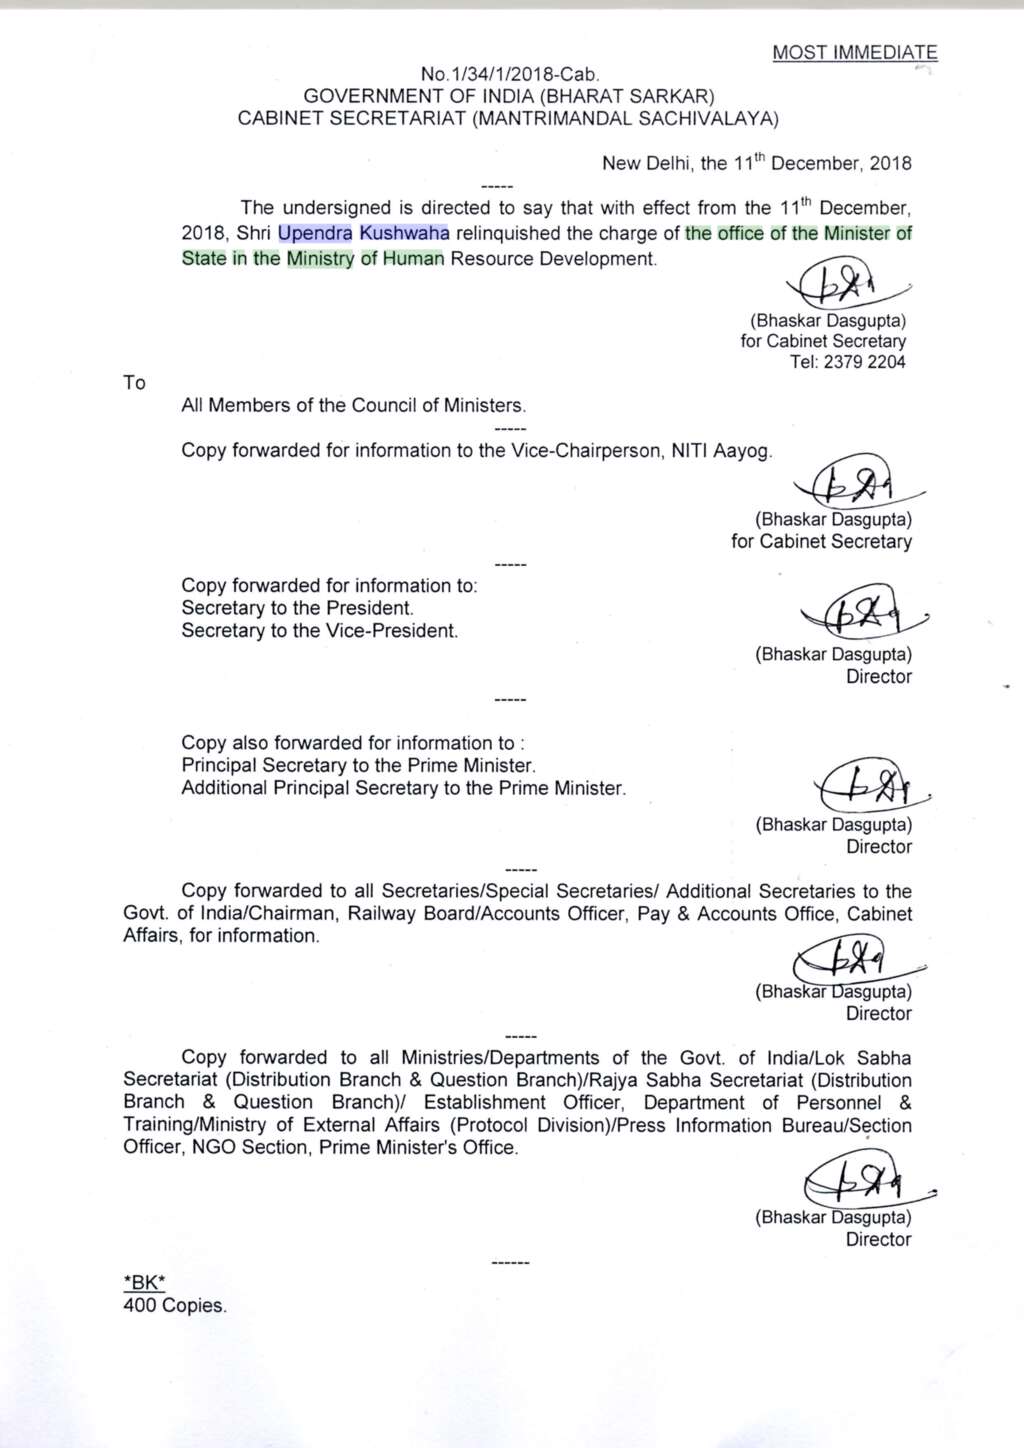 MOST IMMEDIATE
No.1/34/1/2018-Cab.
GOVERNMENT OF INDIA (BHARAT SARKAR)
CABINET SECRETARIAT (MANTRIMANDAL SACHIVALAYA)
New Delhi, the 11th December, 2018
-----
The undersigned is directed to say that with effect from the 11th December,
2018, Shri Upendra Kushwaha relinquished the charge of the office of the Minister of
State in the Ministry of Human Resource Development.
(Bhaskar Dasgupta)
for Cabinet Secretary
Tel: 2379 2204
To
All Members of the Council of Ministers.
-----
Copy forwarded for information to the Vice-Chairperson, NITI Aayog.
(Bhaskar Dasgupta)
for Cabinet Secretary
-----
Copy forwarded for information to:
Secretary to the President.
Secretary to the Vice-President.
(Bhaskar Dasgupta)
Director
-----
Copy also forwarded for information to :
Principal Secretary to the Prime Minister.
Additional Principal Secretary to the Prime Minister.
(Bhaskar Dasgupta)
Director
-----
Copy forwarded to all Secretaries/Special Secretaries/ Additional Secretaries to the
Govt. of India/Chairman, Railway Board/Accounts Officer, Pay & Accounts Office, Cabinet
Affairs, for information.
(Bhaskar Dasgupta)
Director
-----
Copy forwarded to all Ministries/Departments of the Govt. of India/Lok Sabha
Secretariat (Distribution Branch & Question Branch)/Rajya Sabha Secretariat (Distribution
Branch & Question Branch)/ Establishment Officer, Department of Personnel &
Training/Ministry of External Affairs (Protocol Division)/Press Information Bureau/Section
Officer, NGO Section, Prime Minister's Office.
(Bhaskar Dasgupta)
Director
------
*BK*
400 Copies.